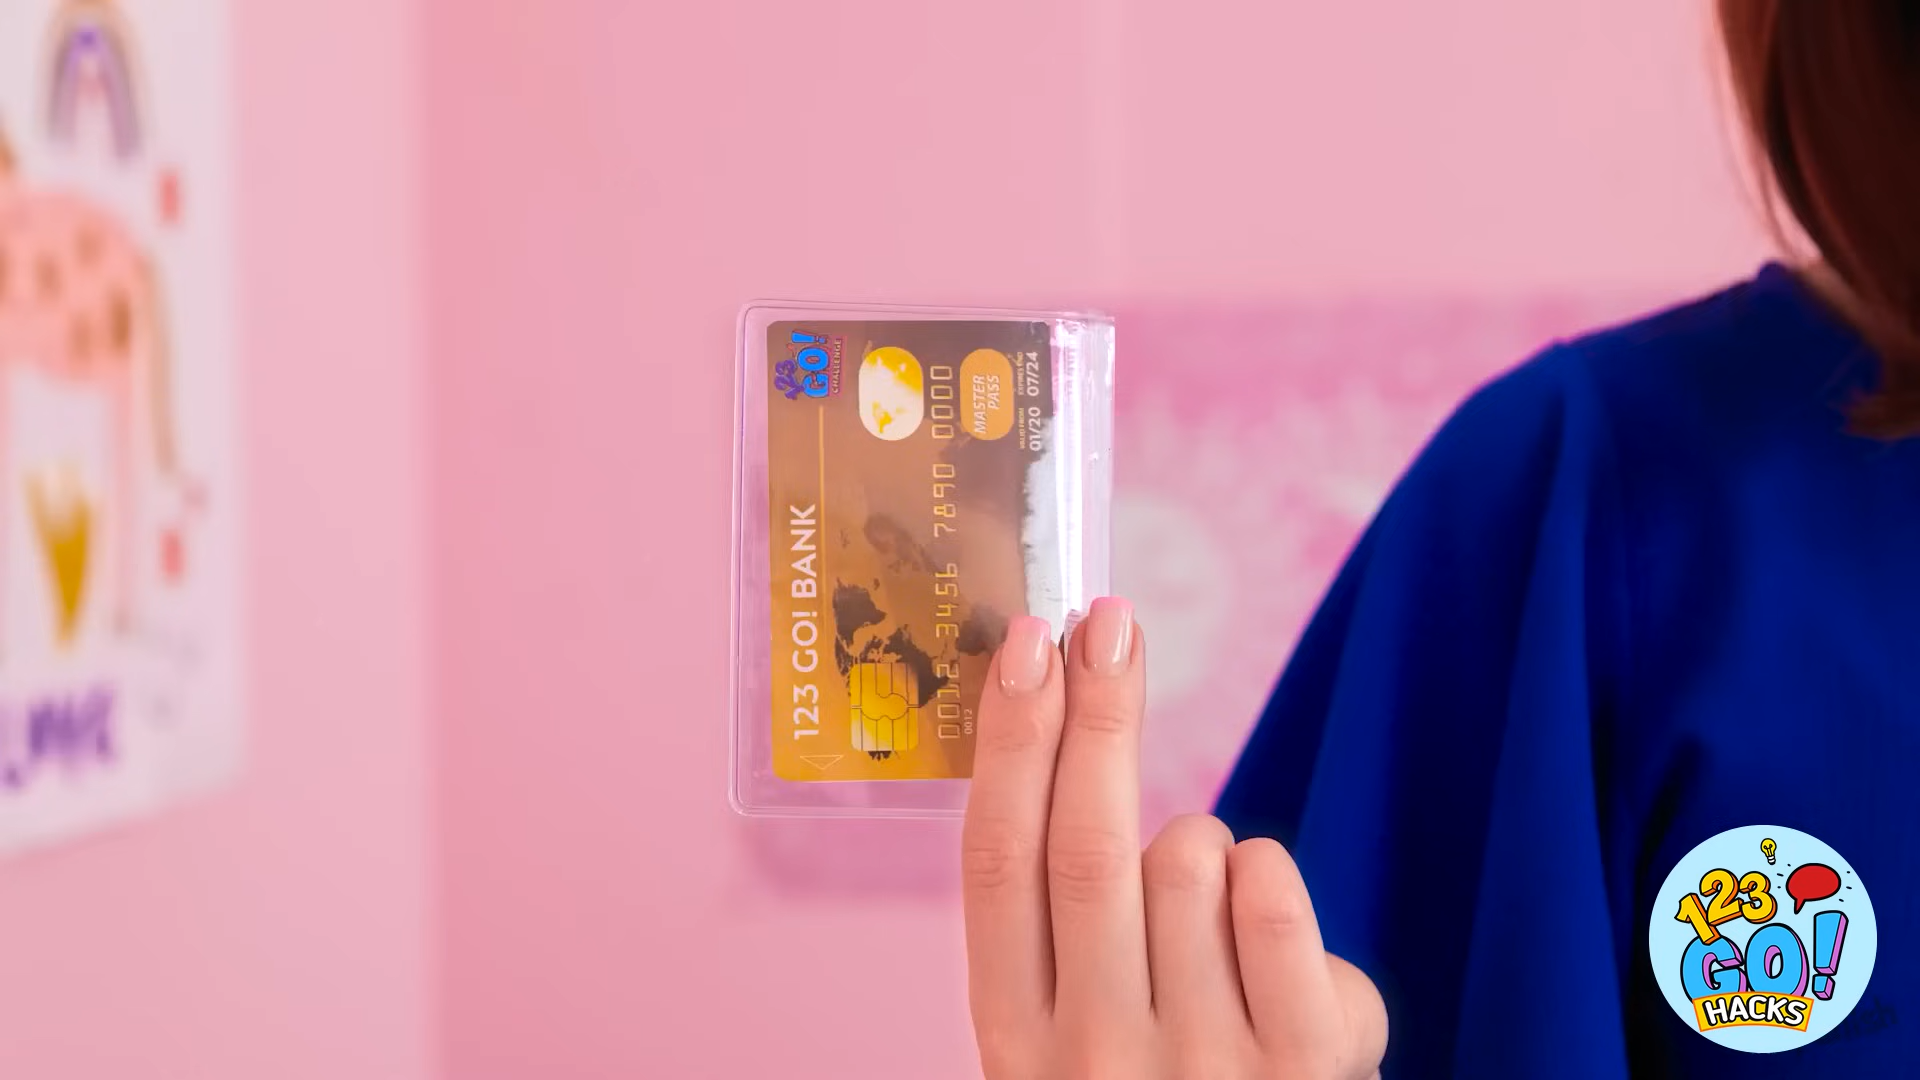 123 GO! BANK
123
GO!
CHALLENGE
0012 3456 7890 0000
0012
MASTER
PASS
VALID FROM 01/20 EXPIRES END 07/24
123
GO!
HACKS